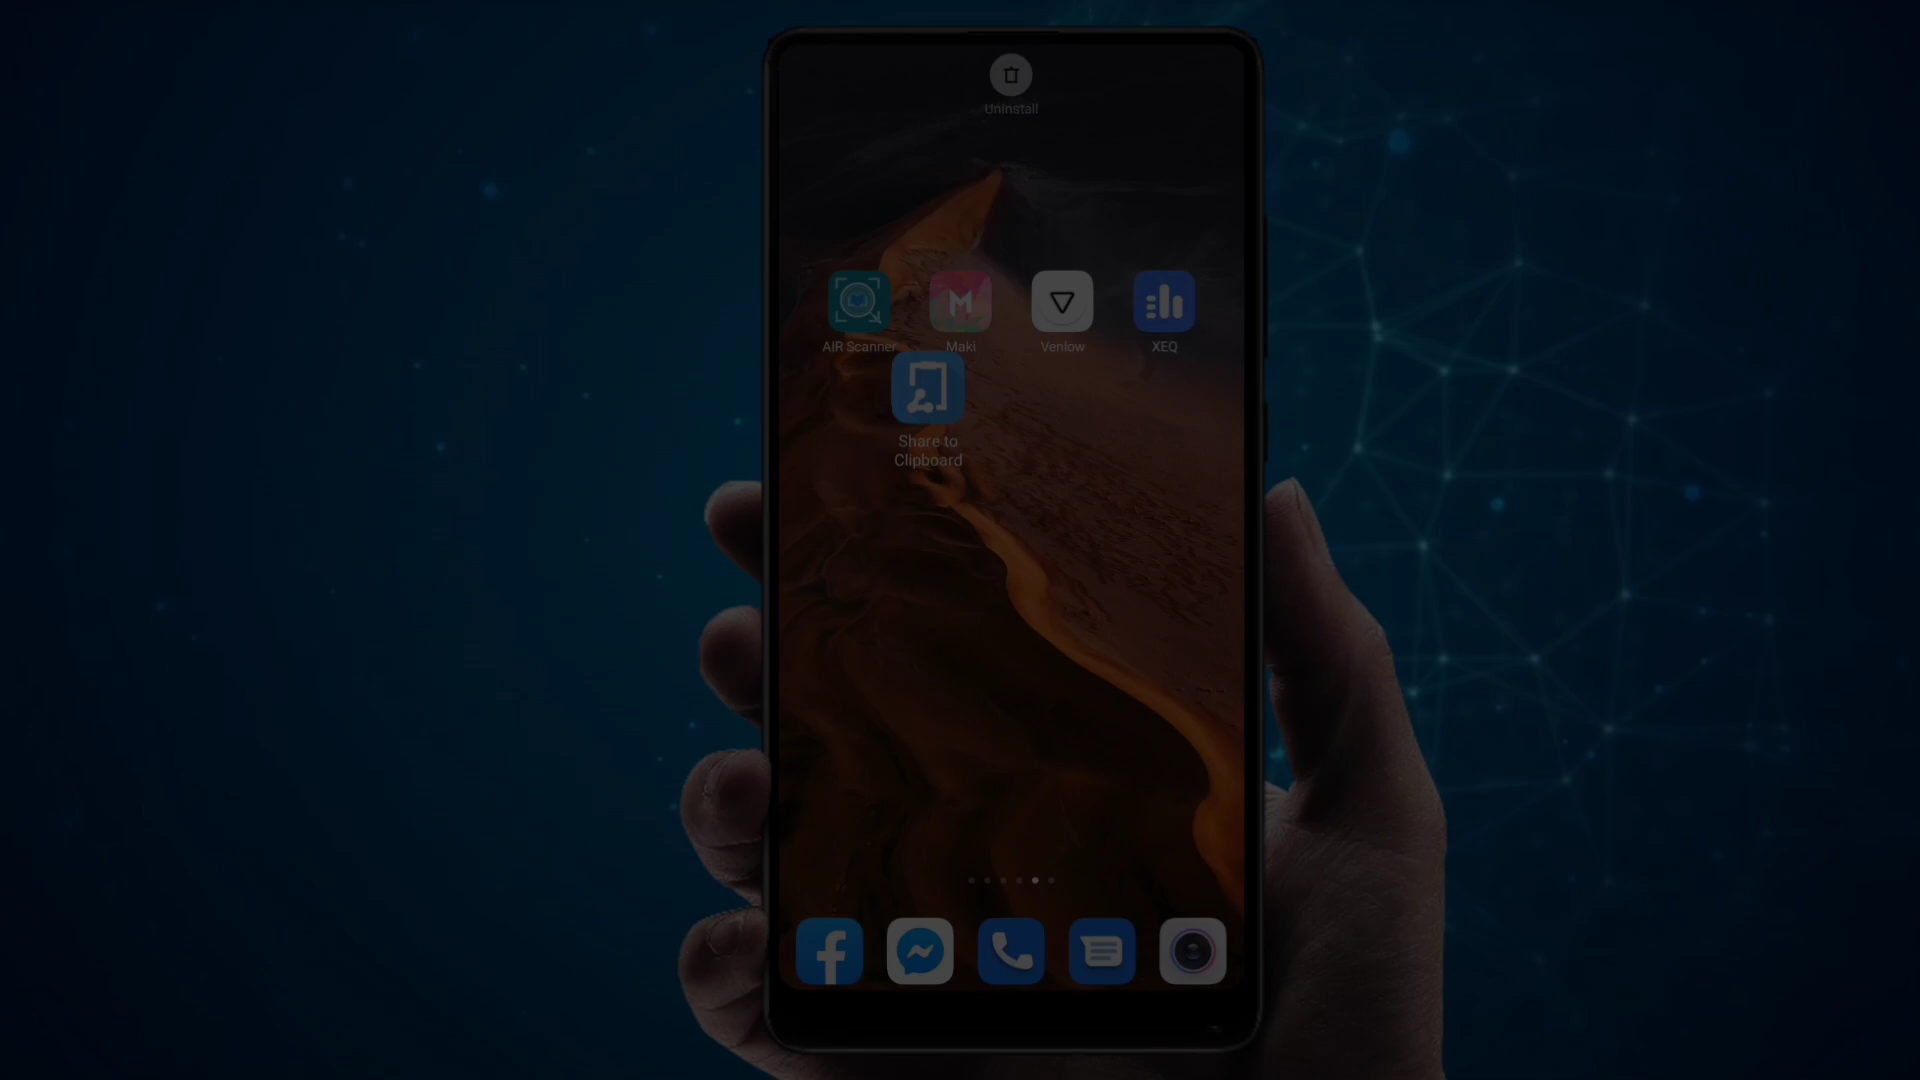 Uninstall
AIR Scanner
Maki
Venlow
XEQ
Share to
Clipboard